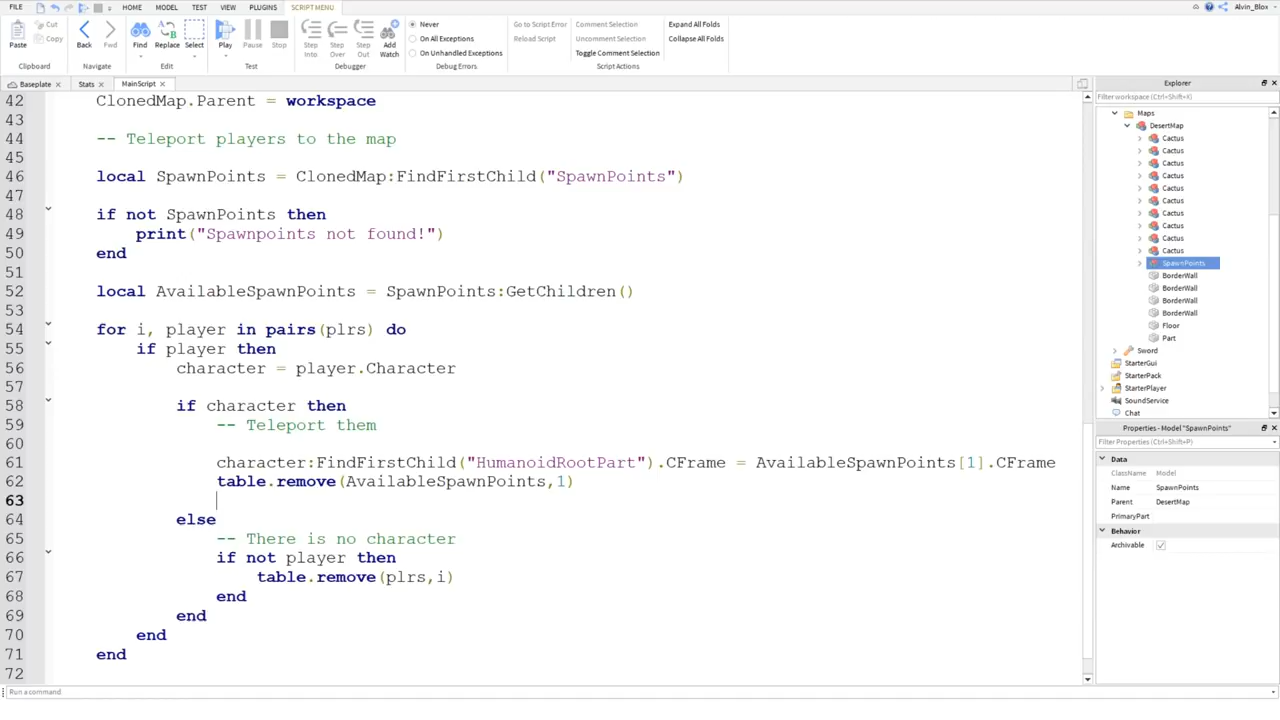 FILE HOME MODEL TEST VIEW PLUGINS SCRIPT MENU Alvin_Blox
Paste Cut Copy Back Fwd Find Replace Select Play Pause Stop Step Into Step Over Step Out Add Watch Never On All Exceptions On Unhandled Exceptions Go to Script Error Reload Script Comment Selection Uncomment Selection Toggle Comment Selection Expand All Folds Collapse All Folds
Clipboard Navigate Edit Test Debugger Debug Errors Script Actions
Baseplate Stats MainScript
42 ClonedMap.Parent = workspace
43
44 -- Teleport players to the map
45
46 local SpawnPoints = ClonedMap:FindFirstChild("SpawnPoints")
47
48 if not SpawnPoints then
49 print("Spawnpoints not found!")
50 end
51
52 local AvailableSpawnPoints = SpawnPoints:GetChildren()
53
54 for i, player in pairs(plrs) do
55 if player then
56 character = player.Character
57
58 if character then
59 -- Teleport them
60
61 character:FindFirstChild("HumanoidRootPart").CFrame = AvailableSpawnPoints[1].CFrame
62 table.remove(AvailableSpawnPoints,1)
63
64 else
65 -- There is no character
66 if not player then
67 table.remove(plrs,i)
68 end
69 end
70 end
71 end
72
Run a command
Explorer
Filter workspace (Ctrl+Shift+X)
Maps
DesertMap
Cactus
Cactus
Cactus
Cactus
Cactus
Cactus
Cactus
Cactus
Cactus
Cactus
SpawnPoints
BorderWall
BorderWall
BorderWall
BorderWall
Floor
Part
Sword
StarterGui
StarterPack
StarterPlayer
SoundService
Chat
Properties - Model "SpawnPoints"
Filter Properties (Ctrl+Shift+P)
Data
ClassName Model
Name SpawnPoints
Parent DesertMap
PrimaryPart
Behavior
Archivable